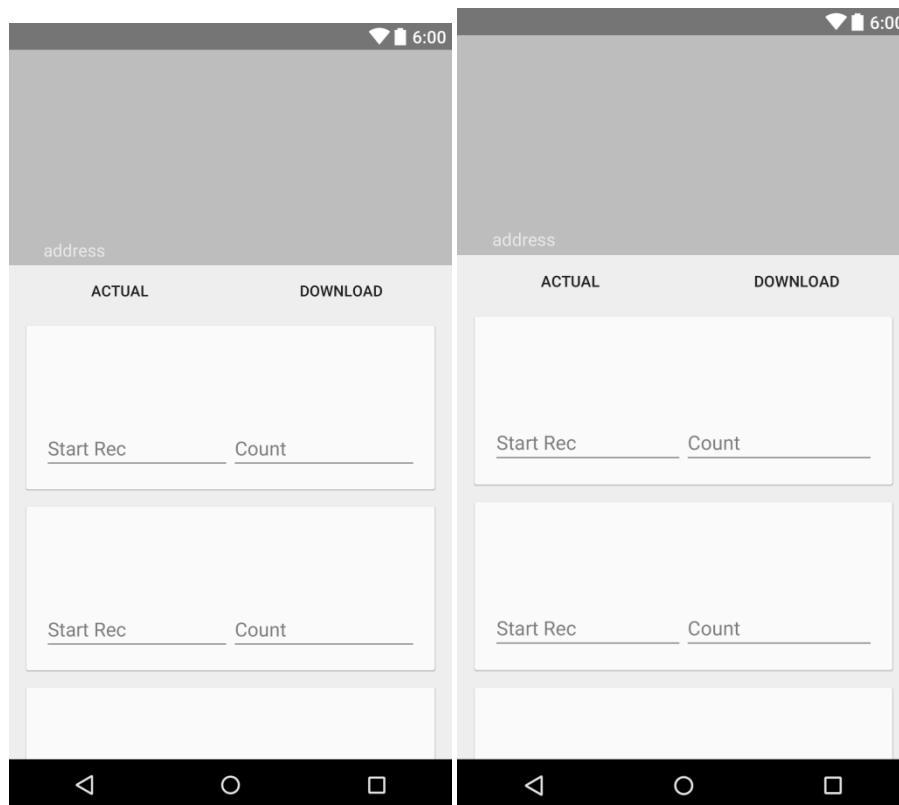 6:00
address
ACTUAL DOWNLOAD
Start Rec Count
Start Rec Count
6:00
address
ACTUAL DOWNLOAD
Start Rec Count
Start Rec Count